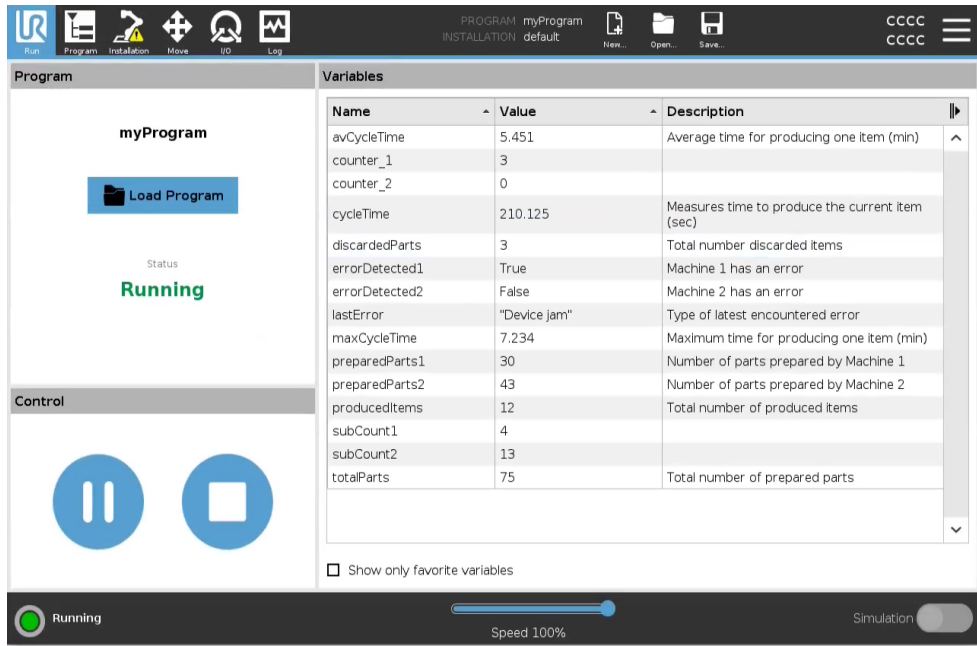 UR
Run
Program
Installation
Move
I/O
Log
PROGRAM myProgram
INSTALLATION default
New...
Open...
Save...
CCCC
CCCC
Program
myProgram
Load Program
Status
Running
Control
Variables
Name Value Description
avCycleTime 5.451 Average time for producing one item (min)
counter_1 3
counter_2 0
cycleTime 210.125 Measures time to produce the current item
(sec)
discardedParts 3 Total number discarded items
errorDetected1 True Machine 1 has an error
errorDetected2 False Machine 2 has an error
lastError "Device jam" Type of latest encountered error
maxCycleTime 7.234 Maximum time for producing one item (min)
preparedParts1 30 Number of parts prepared by Machine 1
preparedParts2 43 Number of parts prepared by Machine 2
producedItems 12 Total number of produced items
subCount1 4
subCount2 13
totalParts 75 Total number of prepared parts
Show only favorite variables
Running
Speed 100%
Simulation